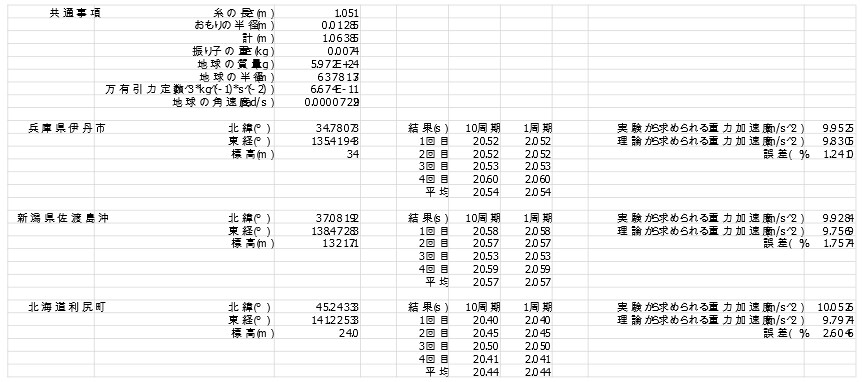 共通事項 糸の長さ(m) 1.051
おもりの半径(m) 0.01285
計(m) 1.06385
振り子の重さ(kg) 0.0074
地球の質量(kg) 5.972E+24
地球の半径(m) 6378137
万有引力定数(m^3*kg^(-1)*s^(-2)) 6.674E-11
地球の角速度(rad/s) 0.00007292
兵庫県伊丹市 北緯(°) 34.78073 結果(s) 10周期 1周期 実験から求められる重力加速度(m/s^2) 9.9525
東経(°) 135.41943 1回目 20.52 2.052 理論から求められる重力加速度(m/s^2) 9.8305
標高(m) 34 2回目 20.52 2.052 誤差(% 1.2410
3回目 20.53 2.053
4回目 20.60 2.060
平均 20.54 2.054
新潟県佐渡島沖 北緯(°) 37.08192 結果(s) 10周期 1周期 実験から求められる重力加速度(m/s^2) 9.9284
東経(°) 138.47283 1回目 20.58 2.058 理論から求められる重力加速度(m/s^2) 9.7569
標高(m) 13217.1 2回目 20.57 2.057 誤差(% 1.7574
3回目 20.53 2.053
4回目 20.59 2.059
平均 20.57 2.057
北海道利尻町 北緯(°) 45.24333 結果(s) 10周期 1周期 実験から求められる重力加速度(m/s^2) 10.0526
東経(°) 141.22533 1回目 20.40 2.040 理論から求められる重力加速度(m/s^2) 9.7974
標高(m) 24.0 2回目 20.45 2.045 誤差(% 2.6046
3回目 20.50 2.050
4回目 20.41 2.041
平均 20.44 2.044